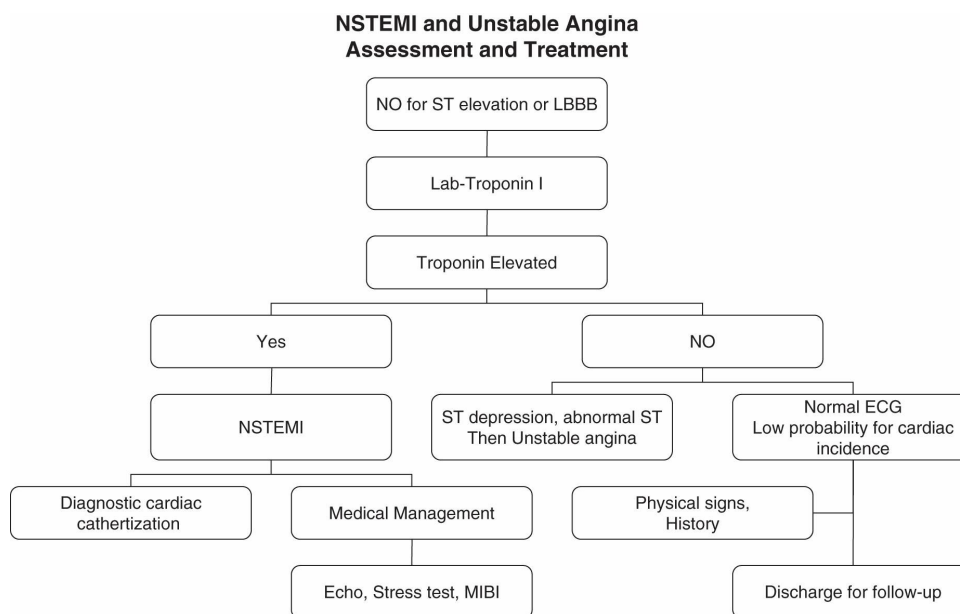 NSTEMI and Unstable Angina
Assessment and Treatment
NO for ST elevation or LBBB
Lab-Troponin I
Troponin Elevated
Yes
NO
NSTEMI
ST depression, abnormal ST
Then Unstable angina
Normal ECG
Low probability for cardiac
incidence
Diagnostic cardiac
cathertization
Medical Management
Physical signs,
History
Echo, Stress test, MIBI
Discharge for follow-up